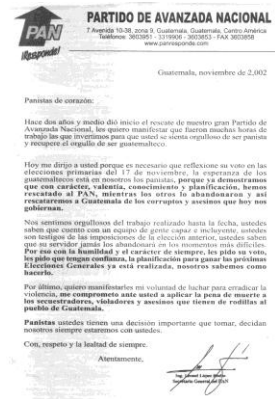 PAN
¡Responde!
PARTIDO DE AVANZADA NACIONAL
7 Avenida 10-38, zona 9, Guatemala, Guatemala, Centro América
Teléfonos: 3603851 - 3319906 - 3603853 - FAX 3603858
www.panresponde.com
Guatemala, noviembre de 2,002
Panistas de corazón:
Hace dos años y medio dió inicio el rescate de nuestro gran Partido de
Avanzada Nacional, les quiero manifestar que fueron muchas horas de
trabajo las que invertimos para que usted se sienta orgulloso de ser panista
y recupere el orgullo de ser guatemalteco.
Hoy me dirijo a usted porque es necesario que reflexione su voto en las
elecciones primarias del 17 de noviembre, la esperanza de los
guatemaltecos está en nosotros los panistas, porque ya demostramos
que con carácter, valentía, conocimiento y planificación, hemos
rescatado al PAN, mientras los otros lo abandonaron y así
rescataremos a Guatemala de los corruptos y asesinos que hoy nos
gobiernan.
Nos sentimos orgullosos del trabajo realizado hasta la fecha, ustedes
saben que cuento con un equipo de gente capaz e incluyente, ustedes
son testigos de las imposiciones de la elección anterior, ustedes saben
que su servidor jamás los abandonará en los momentos más difíciles.
Por eso con la humildad y el carácter de siempre, les pido su voto,
les pido que tengan confianza, la planificación para ganar las próximas
Elecciones Generales ya está realizada, nosotros sabemos como
hacerlo.
Por último, quiero manifestarles mi voluntad de luchar para erradicar la
violencia, me comprometo ante usted a aplicar la pena de muerte a
los secuestradores, violadores y asesinos que tienen de rodillas al
pueblo de Guatemala.
Panistas ustedes tienen una decisión importante que tomar, decidan
nosotros siempre estaremos con ustedes.
Con, respeto y la lealtad de siempre.
Atentamente,
Ing. Leonel López Rodas
Secretario General del PAN